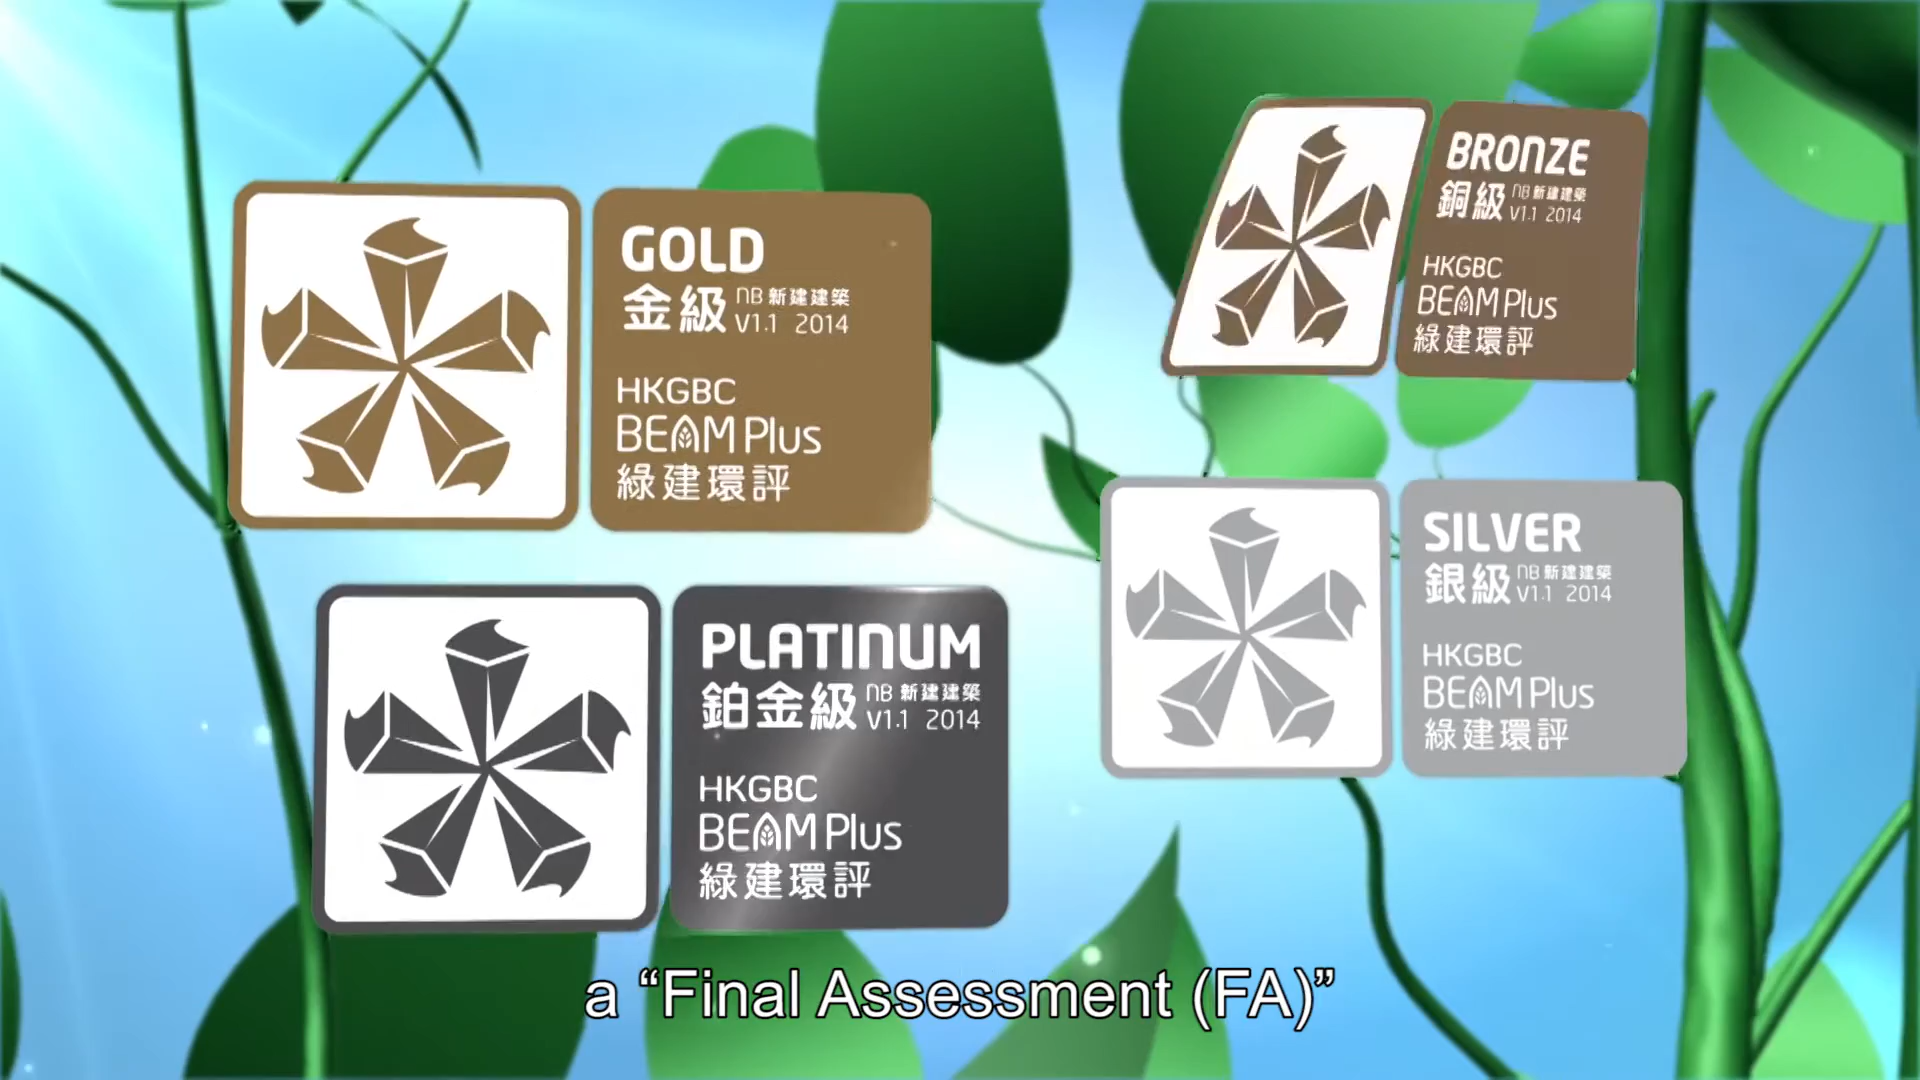 GOLD
金級 NB 新建建築
V1.1 2014
HKGBC
BEAM Plus
綠建環評
BRONZE
銅級 NB 新建建築
V1.1 2014
HKGBC
BEAM Plus
綠建環評
PLATINUM
鉑金級 NB 新建建築
V1.1 2014
HKGBC
BEAM Plus
綠建環評
SILVER
銀級 NB 新建建築
V1.1 2014
HKGBC
BEAM Plus
綠建環評
a “Final Assessment (FA)”